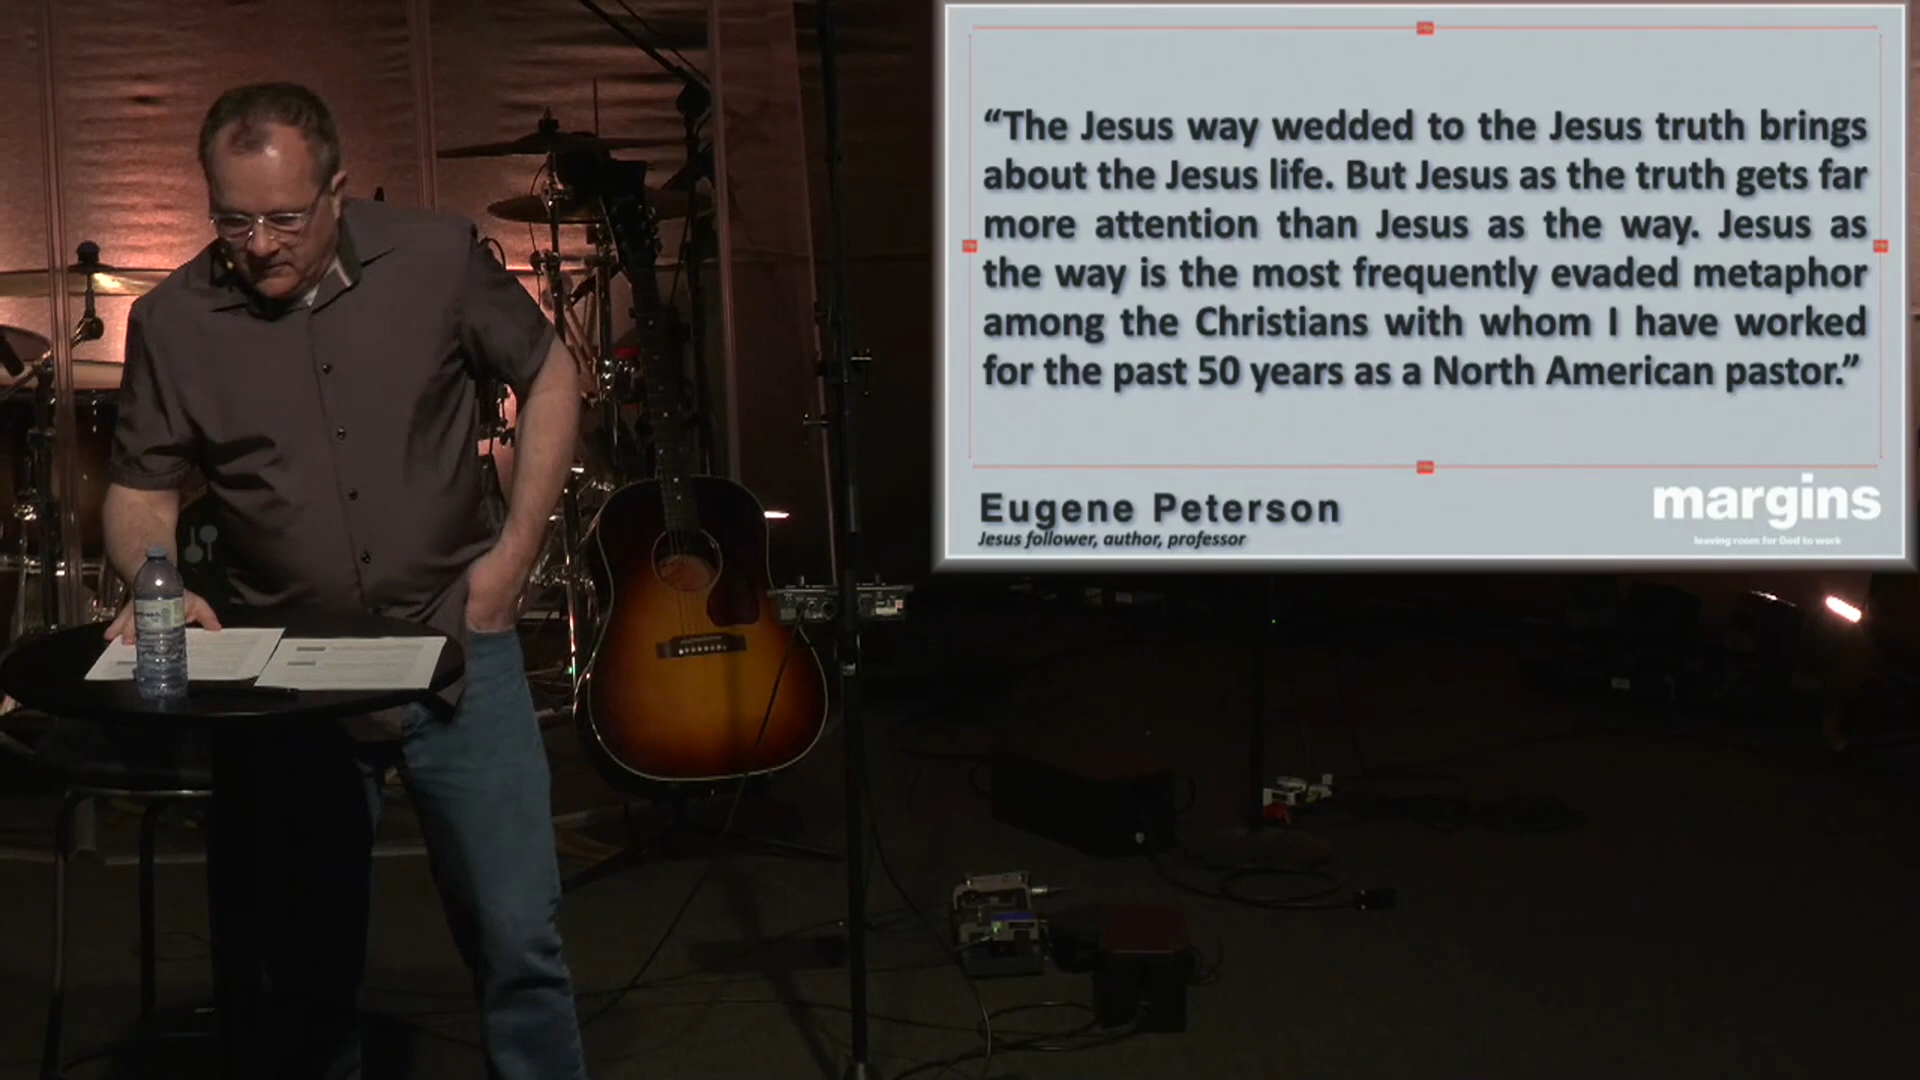 “The Jesus way wedded to the Jesus truth brings
about the Jesus life. But Jesus as the truth gets far
more attention than Jesus as the way. Jesus as
the way is the most frequently evaded metaphor
among the Christians with whom I have worked
for the past 50 years as a North American pastor.”
Eugene Peterson
Jesus follower, author, professor
margins
leaving room for God to work